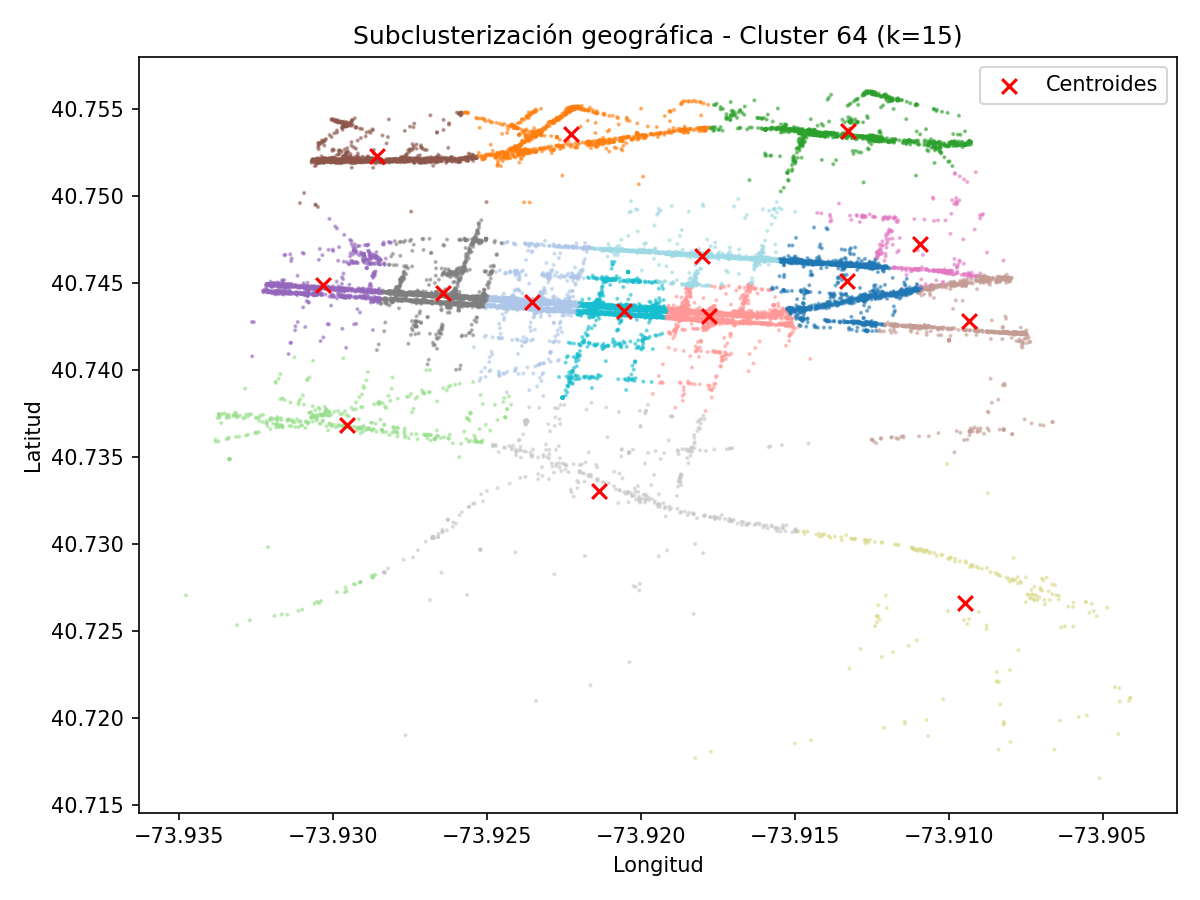 Subclusterización geográfica - Cluster 64 (k=15)
Centroides
40.755
40.750
40.745
40.740
40.735
40.730
40.725
40.720
40.715
Latitud
−73.935 −73.930 −73.925 −73.920 −73.915 −73.910 −73.905
Longitud